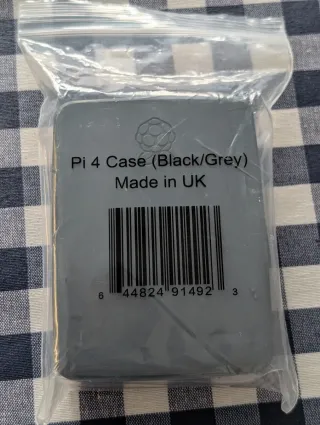 Pi 4 Case (Black/Grey)
Made in UK
6 44824 91492 3